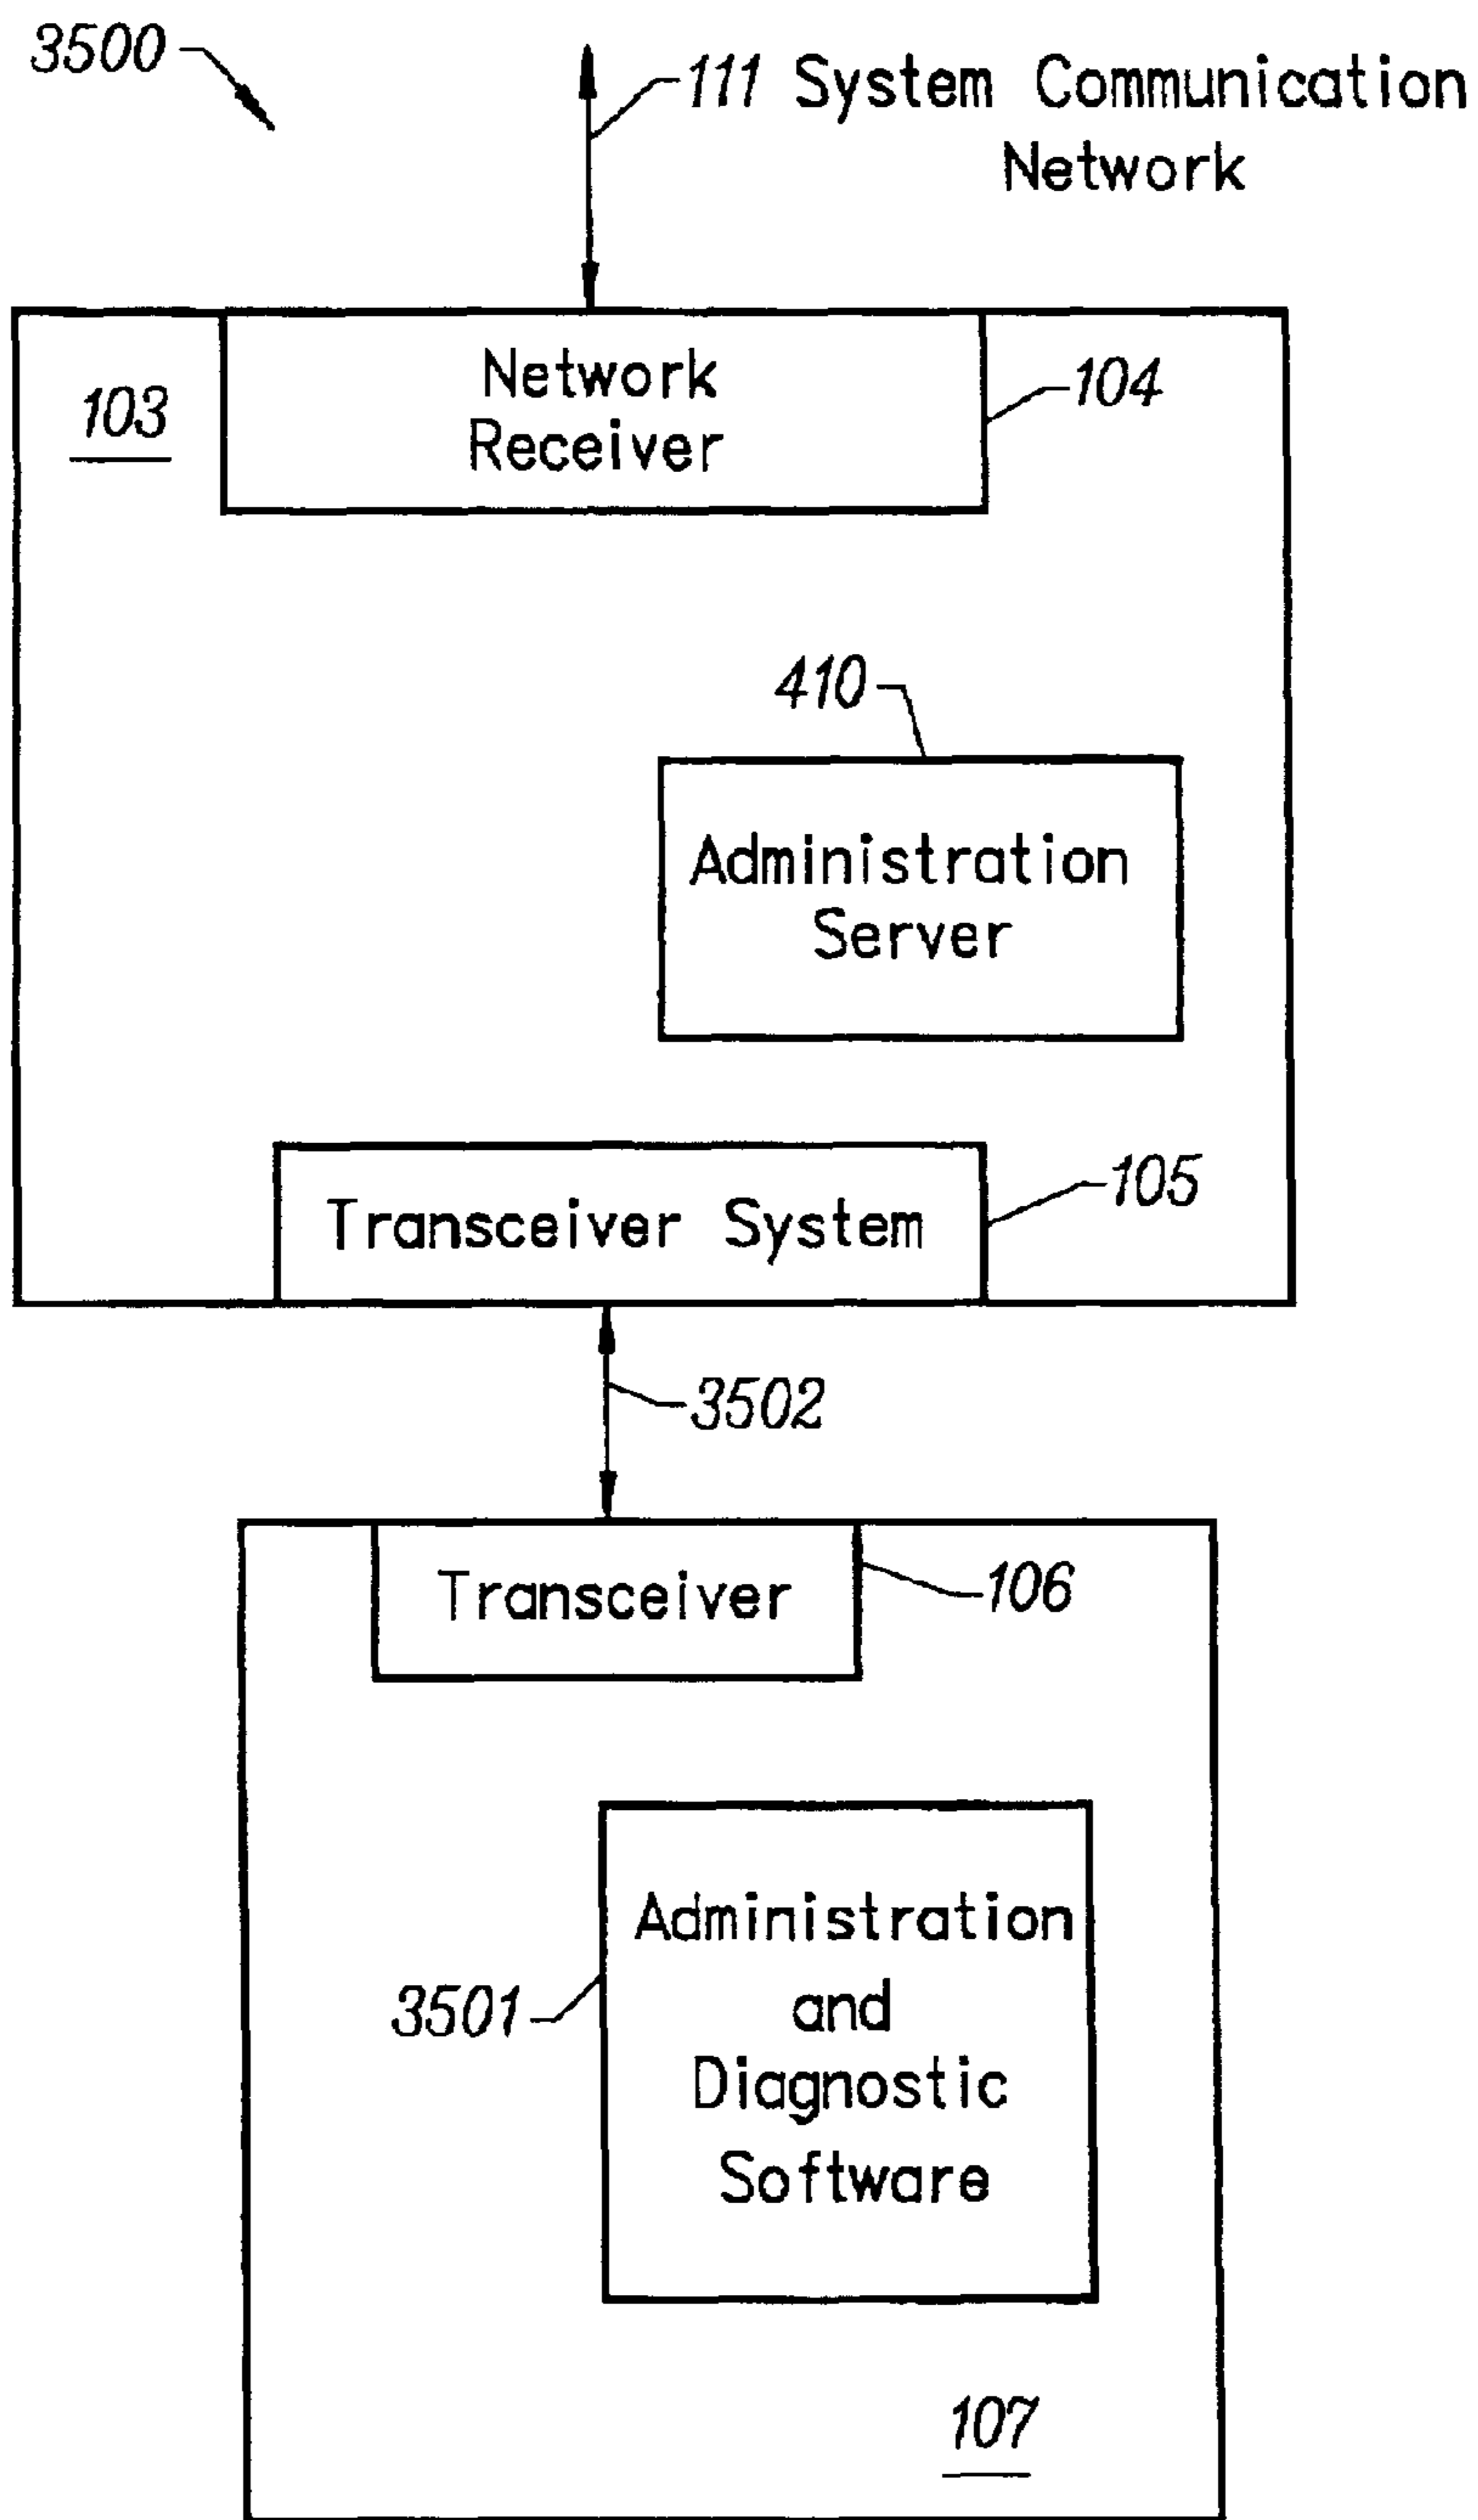 3500
111 System Communication
Network
Network
Receiver
103
104
410
Administration
Server
105
Transceiver System
3502
Transceiver
106
Administration
and
Diagnostic
Software
3501
107